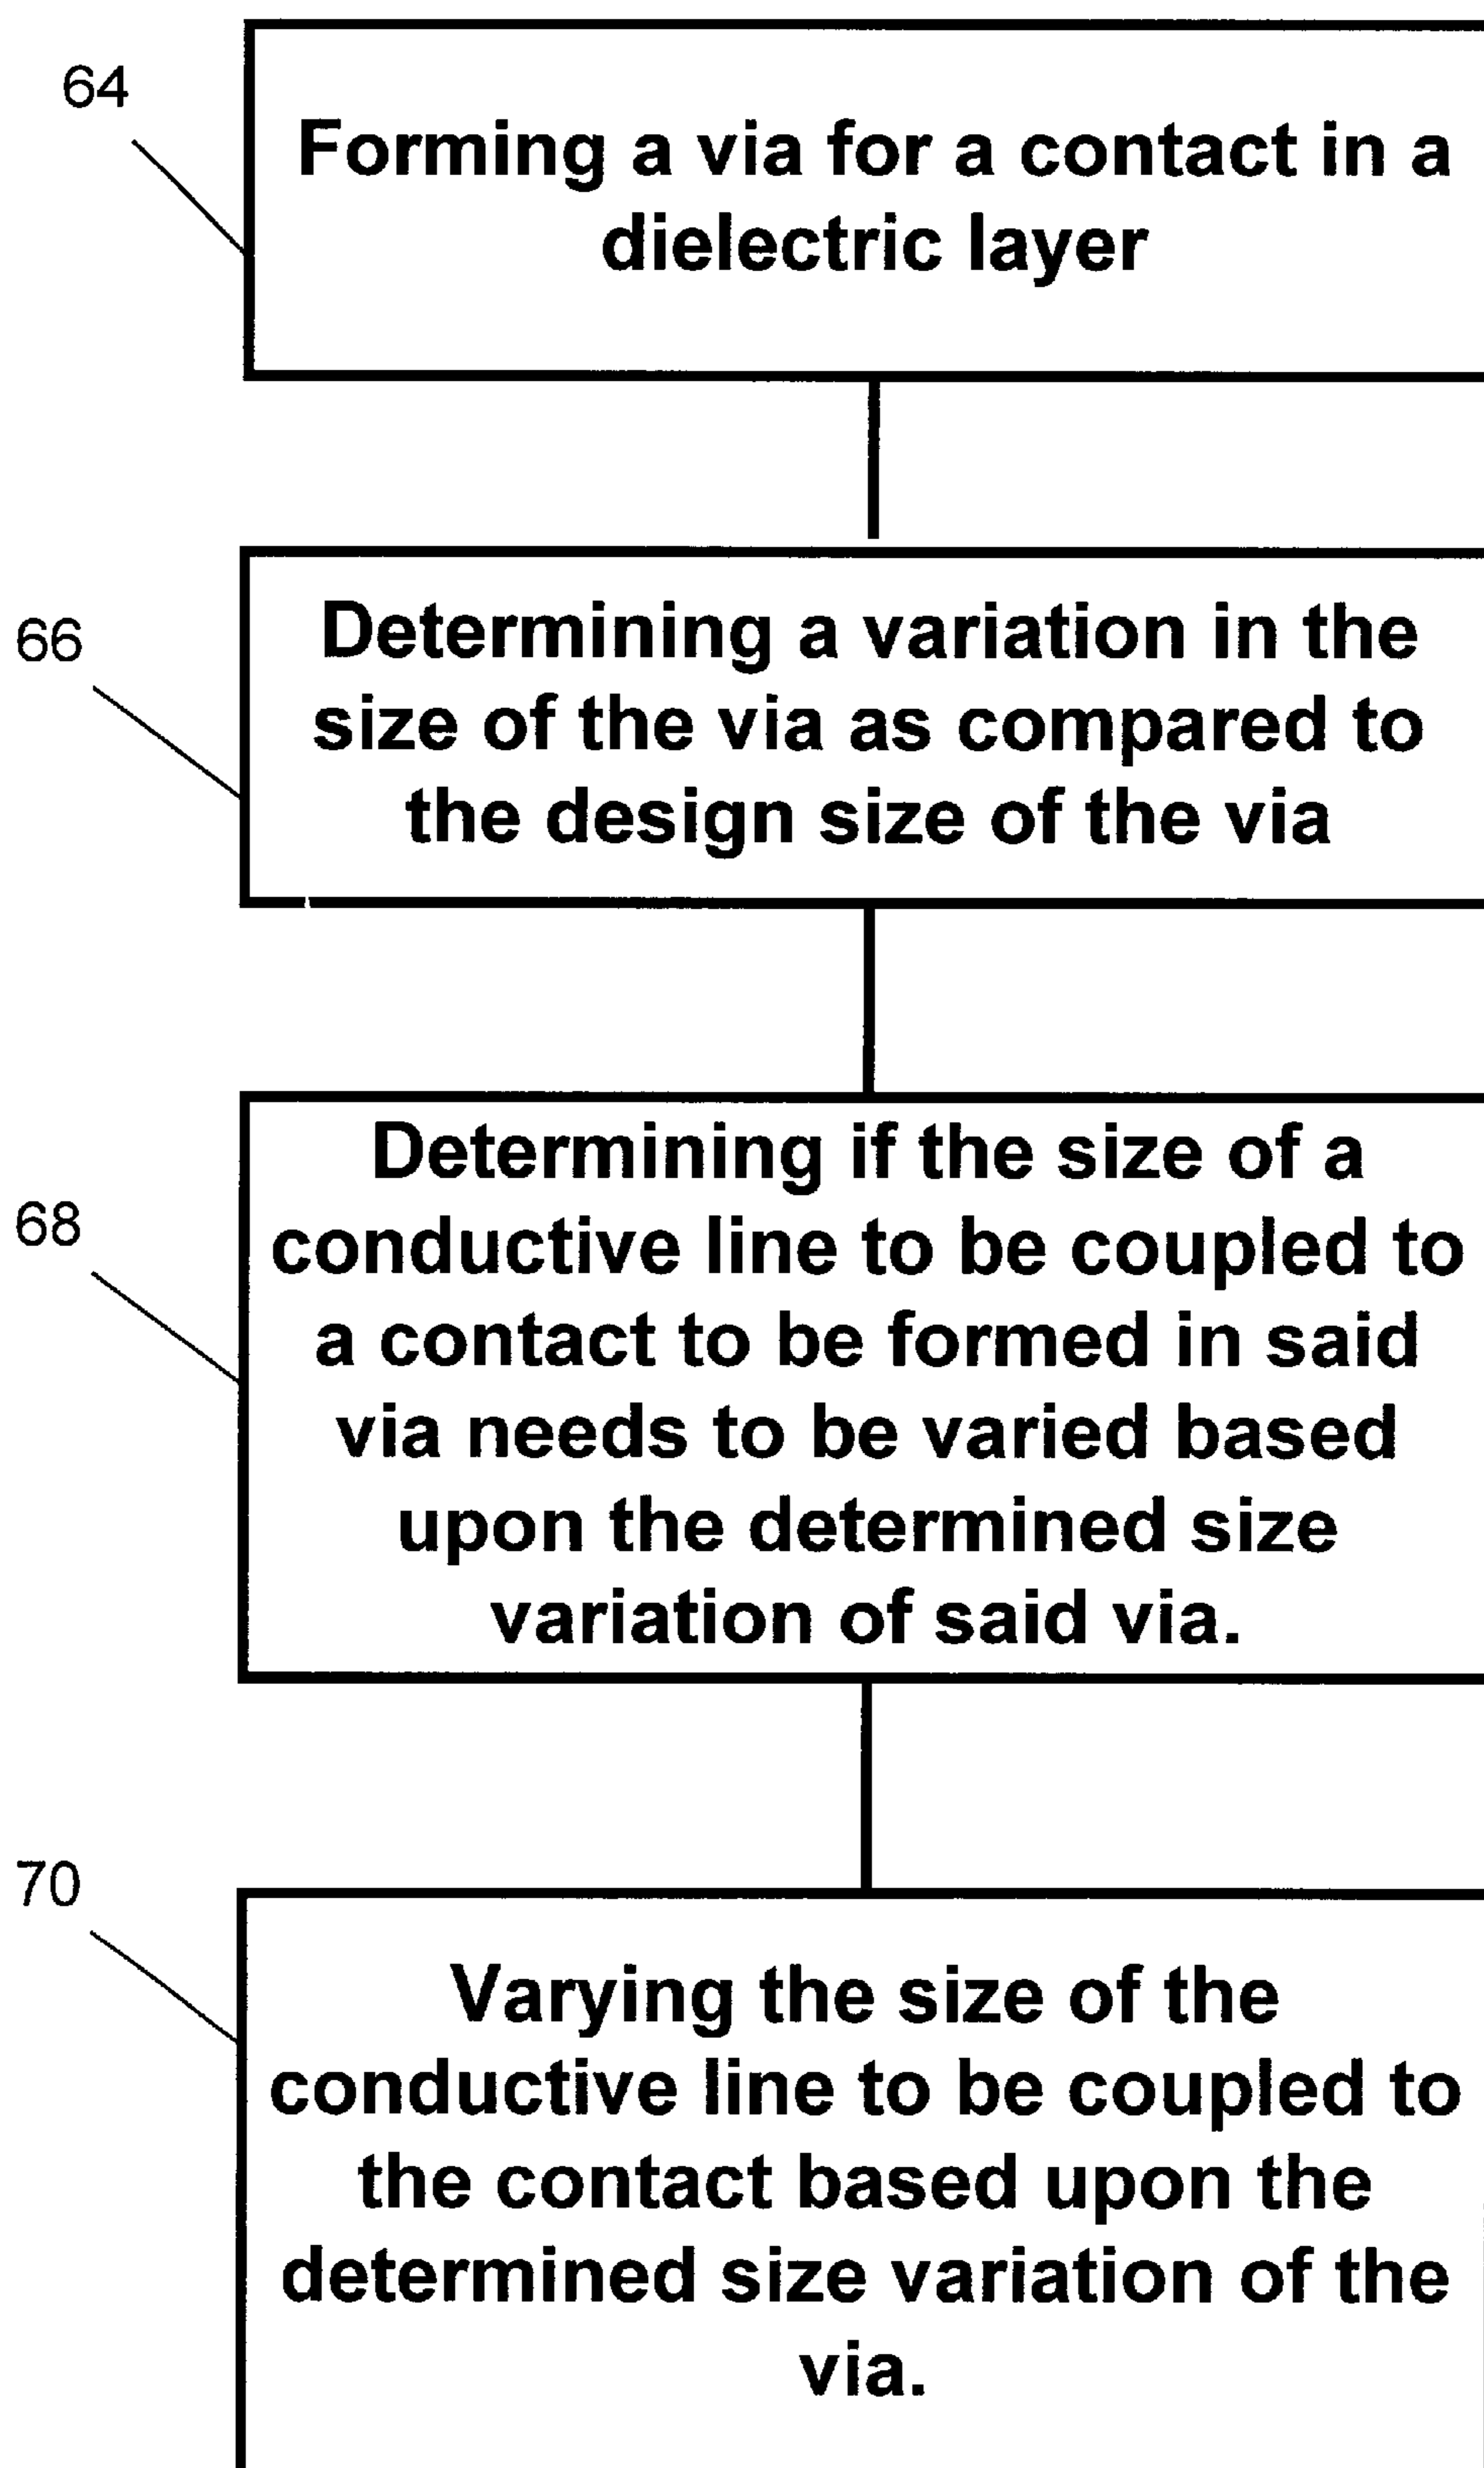 64
Forming a via for a contact in a
dielectric layer
66
Determining a variation in the
size of the via as compared to
the design size of the via
68
Determining if the size of a
conductive line to be coupled to
a contact to be formed in said
via needs to be varied based
upon the determined size
variation of said via.
70
Varying the size of the
conductive line to be coupled to
the contact based upon the
determined size variation of the
via.